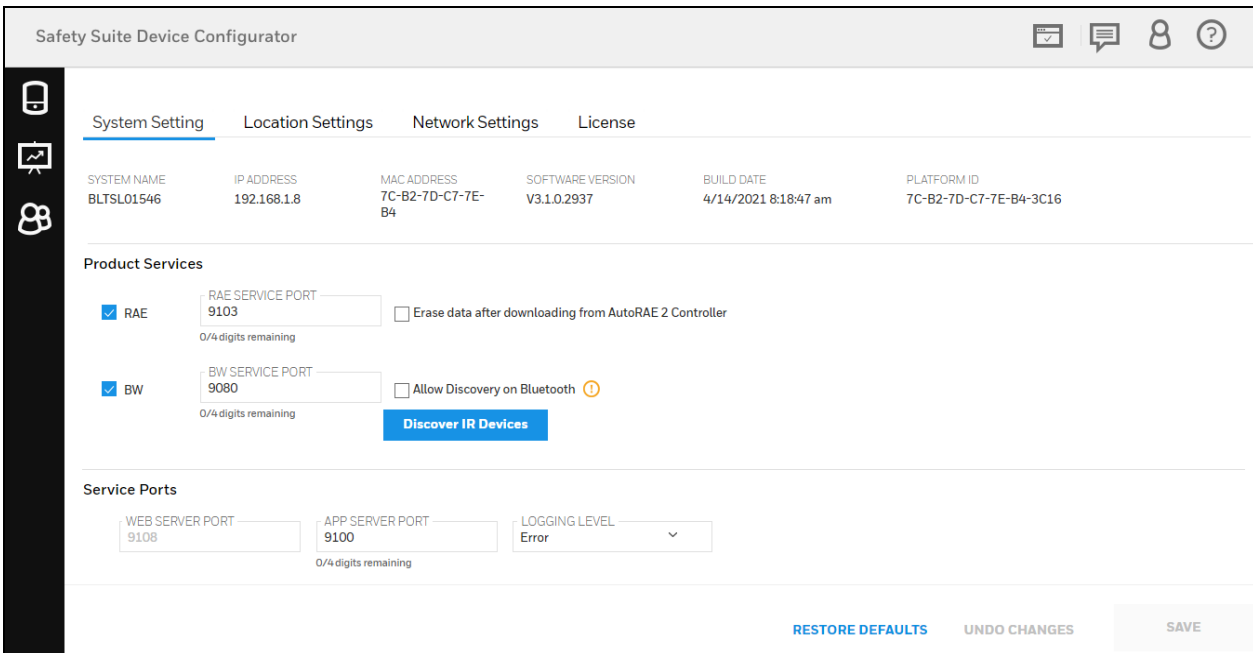 Safety Suite Device Configurator
System Setting Location Settings Network Settings License
SYSTEM NAME IP ADDRESS MAC ADDRESS SOFTWARE VERSION BUILD DATE PLATFORM ID
BLTSL01546 192.168.1.8 7C-B2-7D-C7-7E- V3.1.0.2937 4/14/2021 8:18:47 am 7C-B2-7D-C7-7E-B4-3C16
B4
Product Services
RAE SERVICE PORT
RAE 9103 Erase data after downloading from AutoRAE 2 Controller
0/4 digits remaining
BW SERVICE PORT
BW 9080 Allow Discovery on Bluetooth
0/4 digits remaining
Discover IR Devices
Service Ports
WEB SERVER PORT APP SERVER PORT LOGGING LEVEL
9108 9100 Error
0/4 digits remaining
RESTORE DEFAULTS UNDO CHANGES SAVE